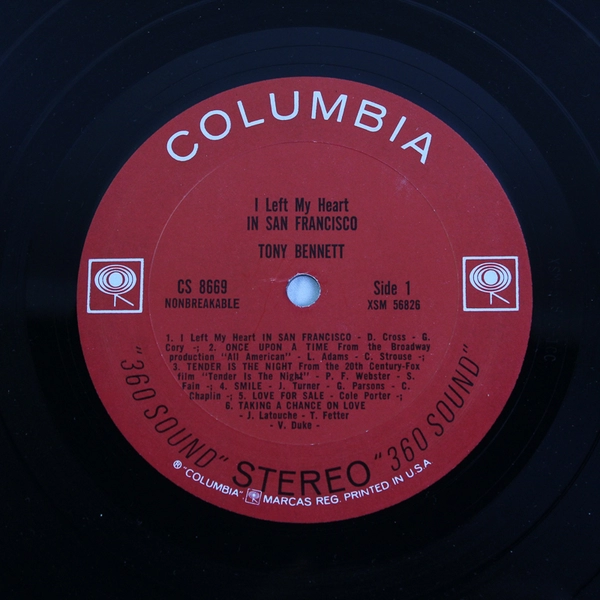 COLUMBIA
I Left My Heart
IN SAN FRANCISCO
TONY BENNETT
CS 8669
NONBREAKABLE
Side 1
XSM 56826
1. I Left My Heart IN SAN FRANCISCO - D. Cross - G.
Cory -; 2. ONCE UPON A TIME From the Broadway
production "All American" - L. Adams - C. Strouse -;
3. TENDER IS THE NIGHT From the 20th Century-Fox
film "Tender Is The Night" - P. F. Webster - S.
Fain -; 4. SMILE - J. Turner - G. Parsons - C.
Chaplin -; 5. LOVE FOR SALE - Cole Porter -;
6. TAKING A CHANCE ON LOVE
- J. Latouche - T. Fetter
- V. Duke -
"360 SOUND" STEREO "360 SOUND"
® "COLUMBIA", MARCAS REG. PRINTED IN U.S.A